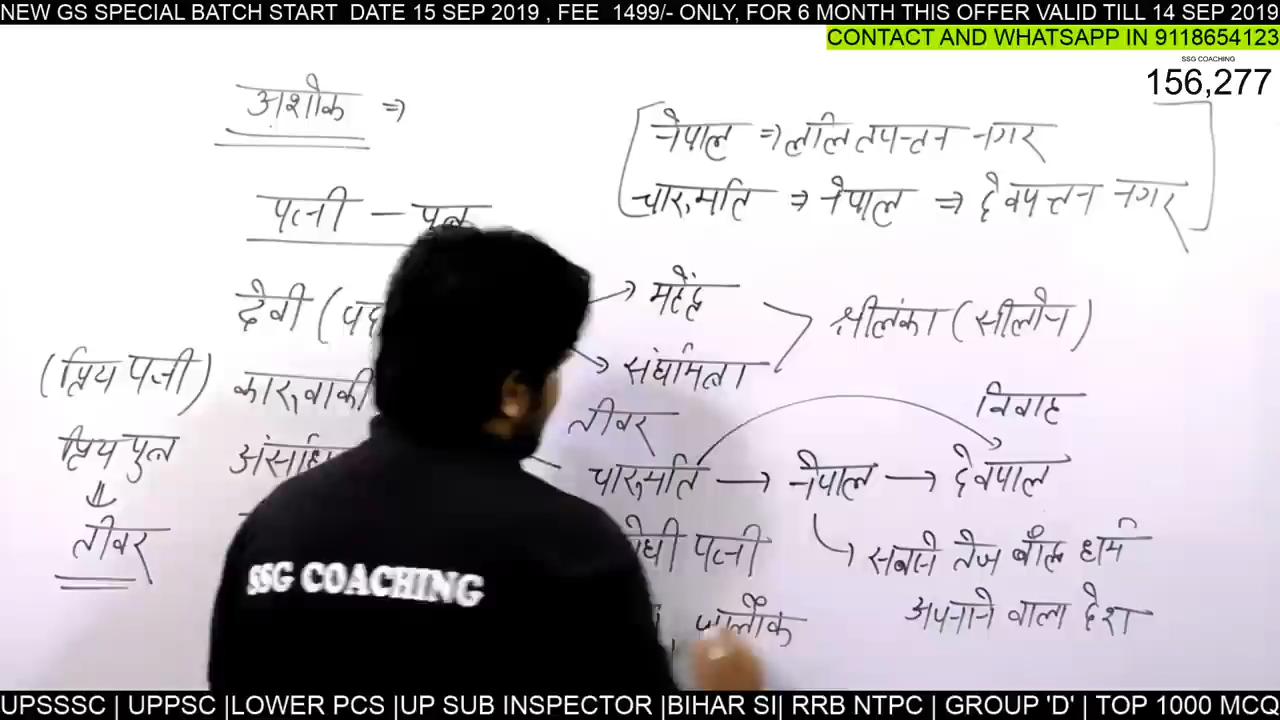 NEW GS SPECIAL BATCH START DATE 15 SEP 2019 , FEE 1499/- ONLY, FOR 6 MONTH THIS OFFER VALID TILL 14 SEP 2019
CONTACT AND WHATSAPP IN 9118654123
SSG COACHING
156,277
अशोक ⇒
नेपाल ⇒ ललितपत्तन नगर
चारुमति ⇒ नेपाल ⇒ देवपत्तन नगर
पत्नी –
देवी (
→ महेंद्र
→ संघमित्रा
श्रीलंका (सीलोन)
(प्रिय पत्नी) कारुवाकी
तीवर
विवाह
प्रिय पुत्र
चारुमति → नेपाल → देवपाल
⇓
तीवर
पत्नी
सबसे तेज बौद्ध धर्म
अपनाने वाला देश
SSG COACHING
UPSSSC | UPPSC |LOWER PCS |UP SUB INSPECTOR |BIHAR SI| RRB NTPC | GROUP 'D' | TOP 1000 MCQ